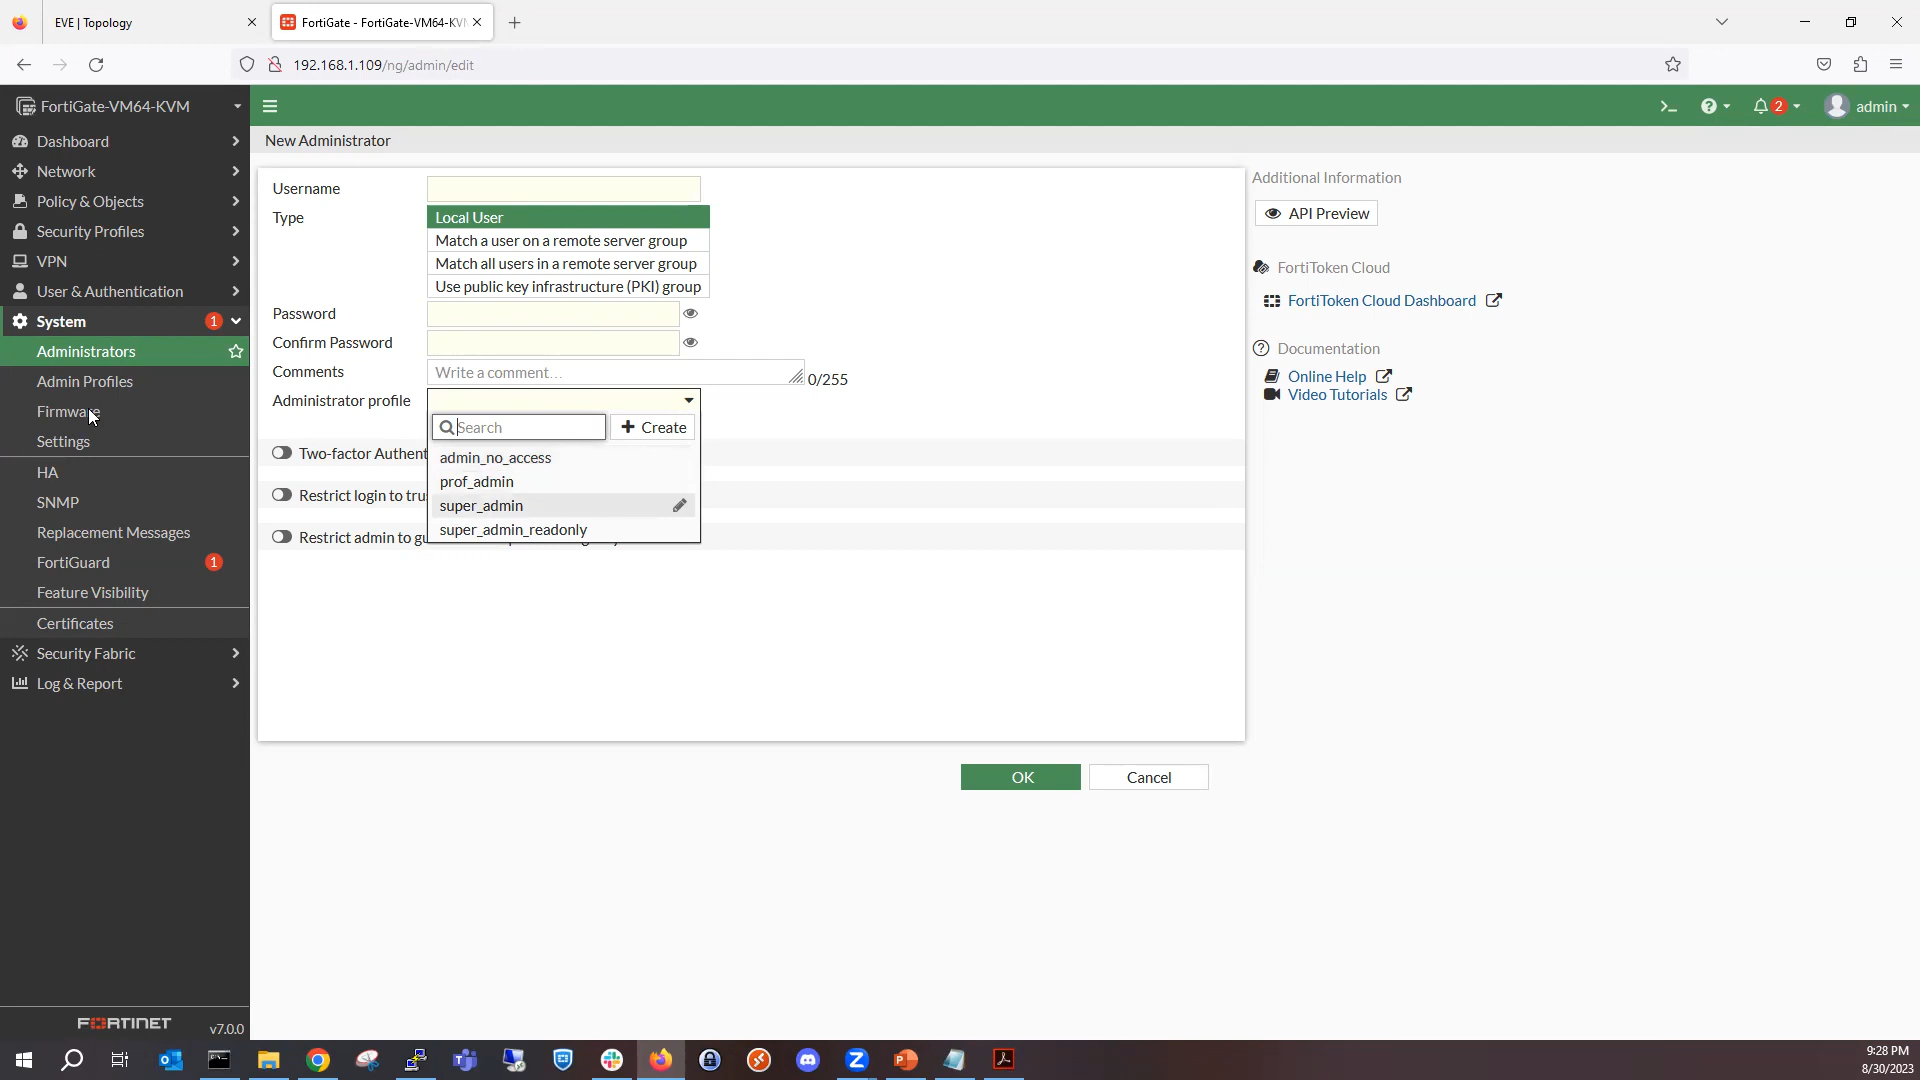 EVE | Topology
FortiGate - FortiGate-VM64-KV
192.168.1.109/ng/admin/edit
FortiGate-VM64-KVM
2
admin
Dashboard
Network
Policy & Objects
Security Profiles
VPN
User & Authentication
System
1
Administrators
Admin Profiles
Firmware
Settings
HA
SNMP
Replacement Messages
FortiGuard
1
Feature Visibility
Certificates
Security Fabric
Log & Report
FORTINET
v7.0.0
New Administrator
Username
Type
Local User
Match a user on a remote server group
Match all users in a remote server group
Use public key infrastructure (PKI) group
Password
Confirm Password
Comments
Write a comment...
0/255
Administrator profile
Search
Create
admin_no_access
prof_admin
super_admin
super_admin_readonly
Two-factor Authent
Restrict login to tru
Restrict admin to gu
OK
Cancel
Additional Information
API Preview
FortiToken Cloud
FortiToken Cloud Dashboard
Documentation
Online Help
Video Tutorials
9:28 PM
8/30/2023